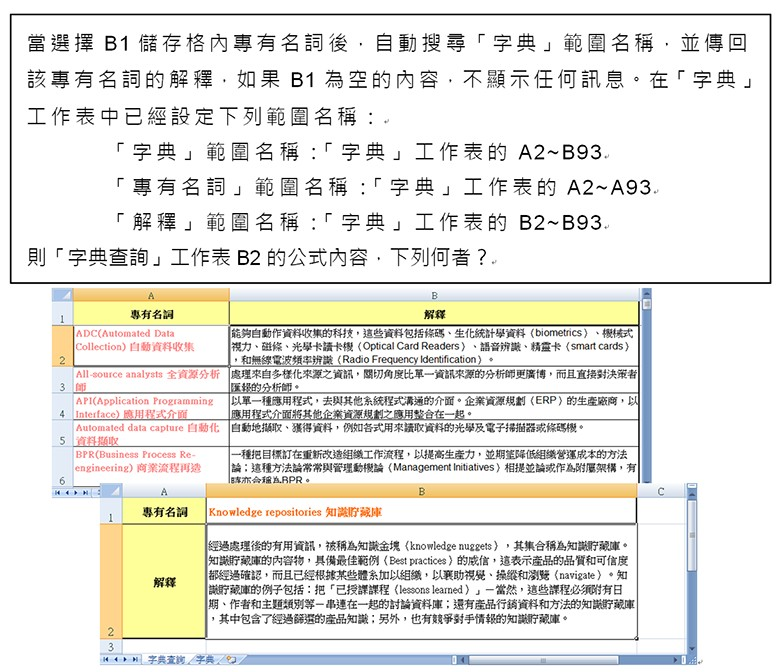 當選擇 B1 儲存格內專有名詞後，自動搜尋「字典」範圍名稱，並傳回
該專有名詞的解釋，如果 B1 為空的內容，不顯示任何訊息。在「字典」
工作表中已經設定下列範圍名稱：
「字典」範圍名稱：「字典」工作表的 A2~B93
「專有名詞」範圍名稱：「字典」工作表的 A2~A93
「解釋」範圍名稱：「字典」工作表的 B2~B93
則「字典查詢」工作表 B2 的公式內容，下列何者？
A B
1 專有名詞 解釋
ADC(Automated Data 能夠自動作資料收集的科技，這些資料包括條碼、生化統計學資料（biometrics）、機械式
Collection) 自動資料收集 視力、磁條、光學卡讀卡機（Optical Card Readers）、語音辨識、精靈卡（smart cards）
2 ，和無線電波頻率辨識（Radio Frequency Identification）。
All-source analysts 全資源分析 處理來自多樣化來源之資訊，關切角度比單一資訊來源的分析師更廣博，而且直接對決策者
3 師 匯報的分析師。
API(Application Programming 以單一種應用程式，去與其他系統程式溝通的介面。企業資源規劃（ERP）的生產廠商，以
4 Interface) 應用程式介面 應用程式介面將其他企業資源規劃之應用整合在一起。
Automated data capture 自動化 自動地擷取、獲得資料，例如各式用來讀取資料的光學及電子掃描器或條碼機。
5 資料擷取
BPR(Business Process Re- 一種把目標訂在重新改造組織工作流程，以提高生產力，並期望降低組織營運成本的方法
engineering) 商業流程再造 論；這種方法論常常與管理動機論（Management Initiatives）相提並論或作為附屬架構，有
6 時亦合稱為BPR。
A B C
1 專有名詞 Knowledge repositories 知識貯藏庫
經過處理後的有用資訊，被稱為知識金塊（knowledge nuggets），其集合稱為知識貯藏庫。
知識貯藏庫的內容物，具備最佳範例（Best practices）的威信，這表示產品的品質和可信度
都經過確認，而且已經根據某些體系加以組織，以襄助視覺、操縱和瀏覽（navigate）。知
解釋 識貯藏庫的例子包括：把「已授課課程（lessons learned）」－當然，這些課程必須附有日
期、作者和主題類別等－串連在一起的討論資料庫；還有產品行銷資料和方法的知識貯藏庫
，其中包含了經過篩選的產品知識；另外，也有競爭對手情報的知識貯藏庫。
2
3
字典查詢 字典